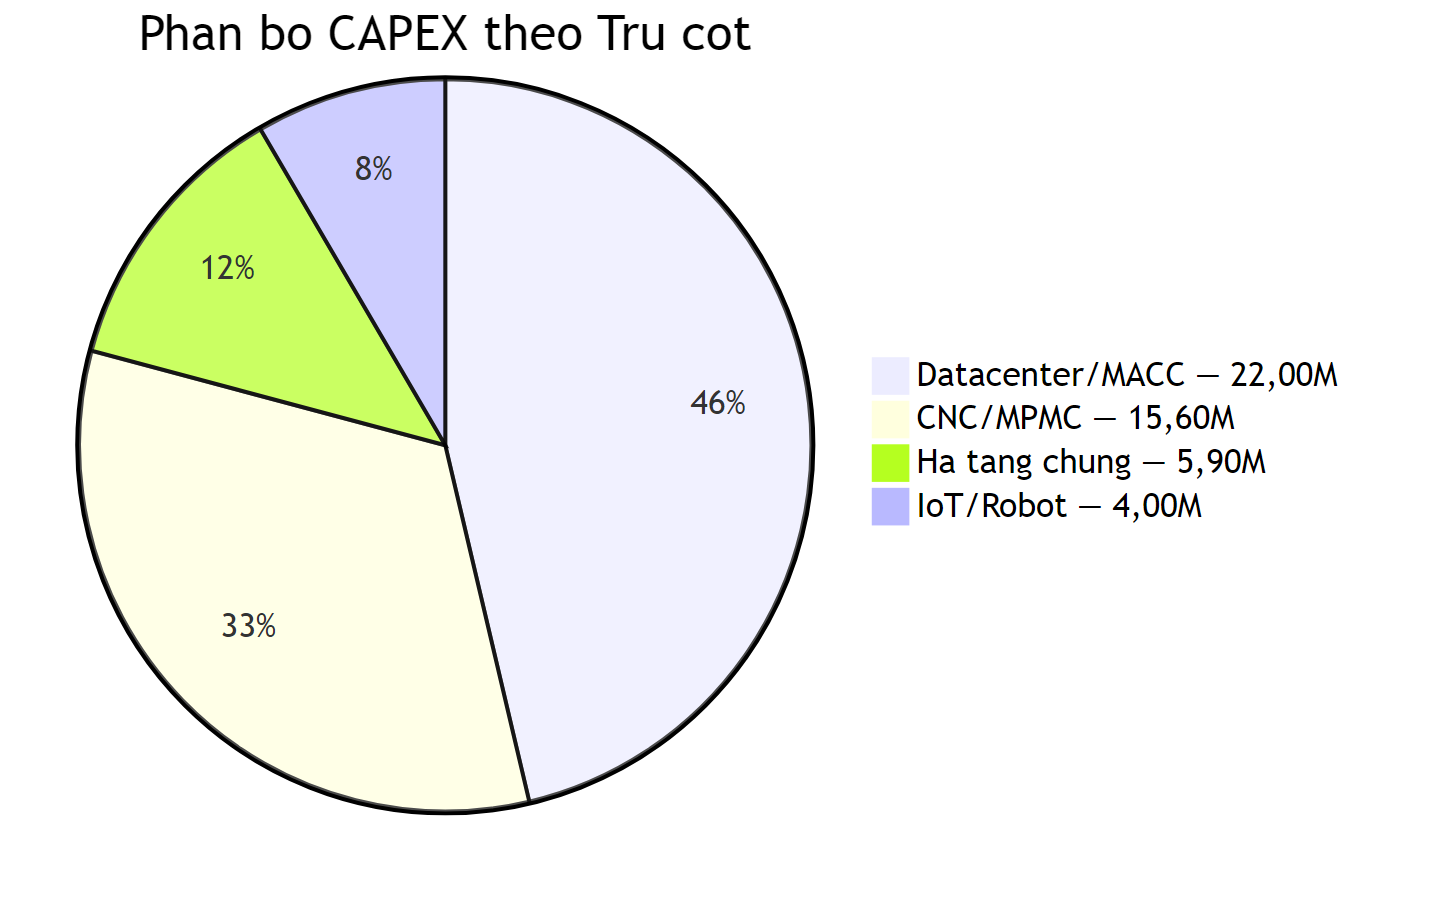 Phan bo CAPEX theo Tru cot
8%
12%
46%
33%
Datacenter/MACC — 22,00M
CNC/MPMC — 15,60M
Ha tang chung — 5,90M
IoT/Robot — 4,00M